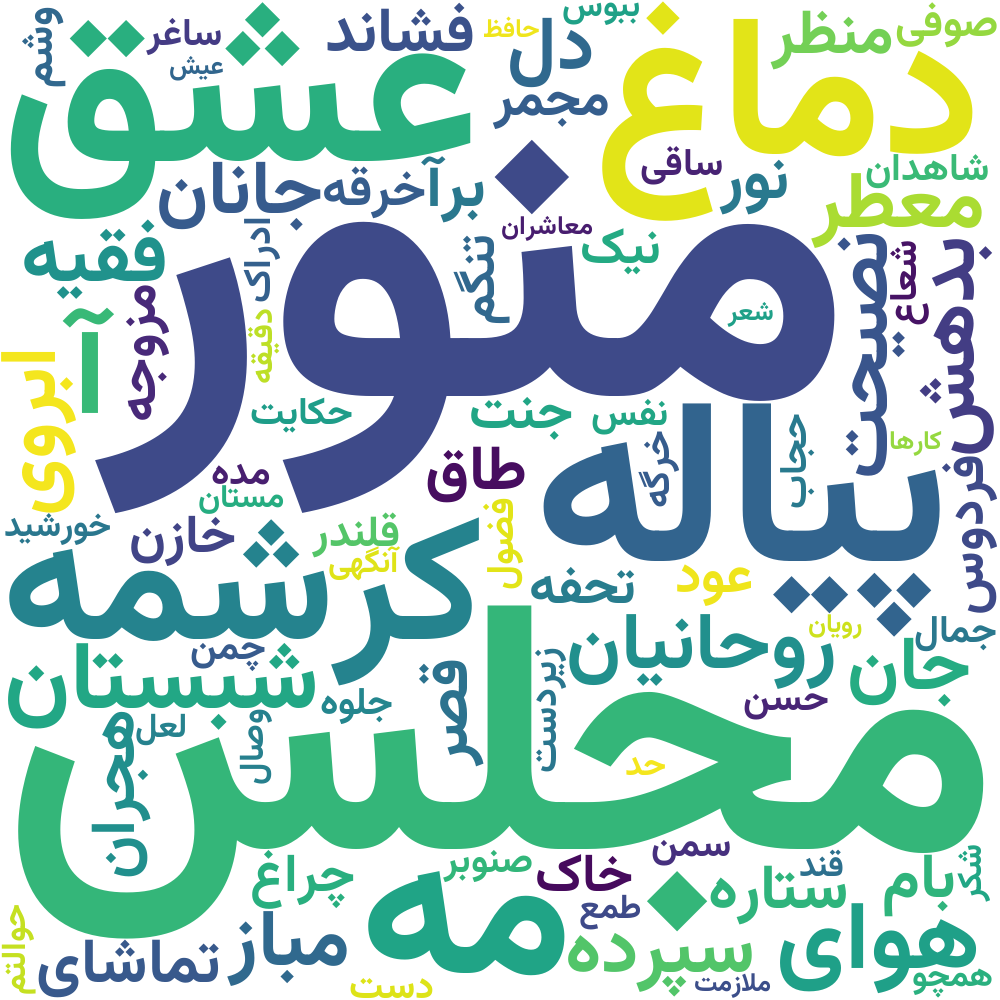 عشق
دماغ
منور
پیاله
کرشمه
مجلس
مه
وشم
ساغر
عیش
فشاند
حافظ
ببوس
دل
مجمر
منظر
صوفی
شاهدان
معطر
ساقی
نور
جانان
خرقه
برآ
معاشران
نیک
تتنگم
ادراک
دقیقه
فقیه
مزوجه
آ
ابروی
نصیحت
شعاع
بدهش
شعر
حکایت
جنت
نفس
خرگه
حجاب
کارها
فردوس
طاق
مده
مستان
خورشید
خازن
قلندر
آنگهی
فضول
تحفه
عود
رویان
جمال
روحانیان
جان
حسن
زیردست
قصر
جلوه
چمن
شبستان
لعل
وصال
هجران
حد
سمن
قند
شکر
بام
ستاره
خاک
طمع
صنوبر
چراغ
مباز
تماشای
حوالتم
دست
سپرده
ملازمت
هوای
همچو